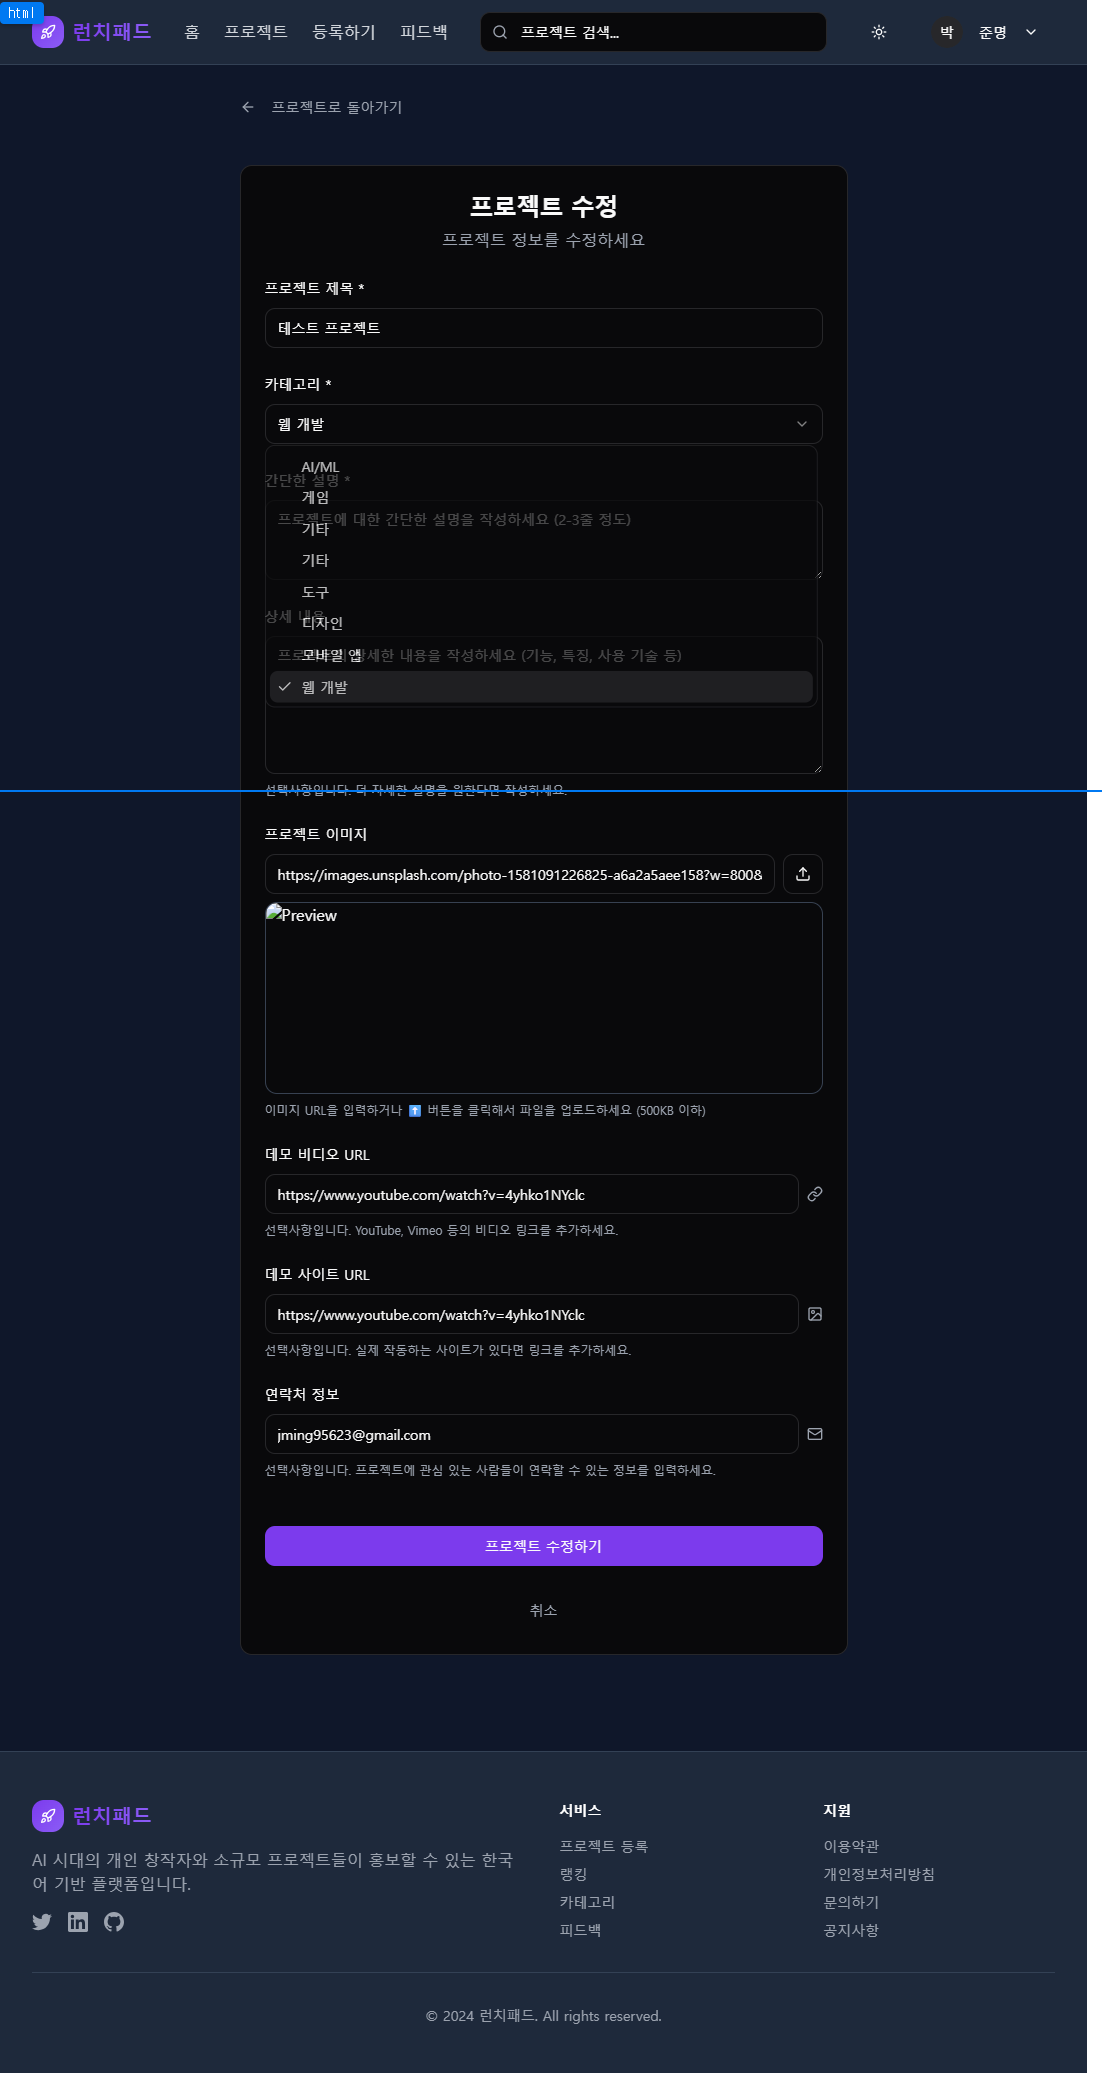 html
런치패드
홈
프로젝트
등록하기
피드백
프로젝트 검색...
박
준명
프로젝트로 돌아가기
프로젝트 수정
프로젝트 정보를 수정하세요
프로젝트 제목 *
테스트 프로젝트
카테고리 *
웹 개발
AI/ML
간단한 설명 *
게임
프로젝트에 대한 간단한 설명을 작성하세요 (2-3줄 정도)
기타
기타
도구
상세 내용
디자인
모바일 앱
상세한 내용을 작성하세요 (기능, 특징, 사용 기술 등)
웹 개발
선택사항입니다. 더 자세한 설명을 원한다면 작성하세요.
프로젝트 이미지
https://images.unsplash.com/photo-1581091226825-a6a2a5aee158?w=800&
Preview
이미지 URL을 입력하거나 ⬆️ 버튼을 클릭해서 파일을 업로드하세요 (500KB 이하)
데모 비디오 URL
https://www.youtube.com/watch?v=4yhko1NYclc
선택사항입니다. YouTube, Vimeo 등의 비디오 링크를 추가하세요.
데모 사이트 URL
https://www.youtube.com/watch?v=4yhko1NYclc
선택사항입니다. 실제 작동하는 사이트가 있다면 링크를 추가하세요.
연락처 정보
jming95623@gmail.com
선택사항입니다. 프로젝트에 관심 있는 사람들이 연락할 수 있는 정보를 입력하세요.
프로젝트 수정하기
취소
런치패드
AI 시대의 개인 창작자와 소규모 프로젝트들이 홍보할 수 있는 한국
어 기반 플랫폼입니다.
서비스
프로젝트 등록
랭킹
카테고리
피드백
지원
이용약관
개인정보처리방침
문의하기
공지사항
© 2024 런치패드. All rights reserved.